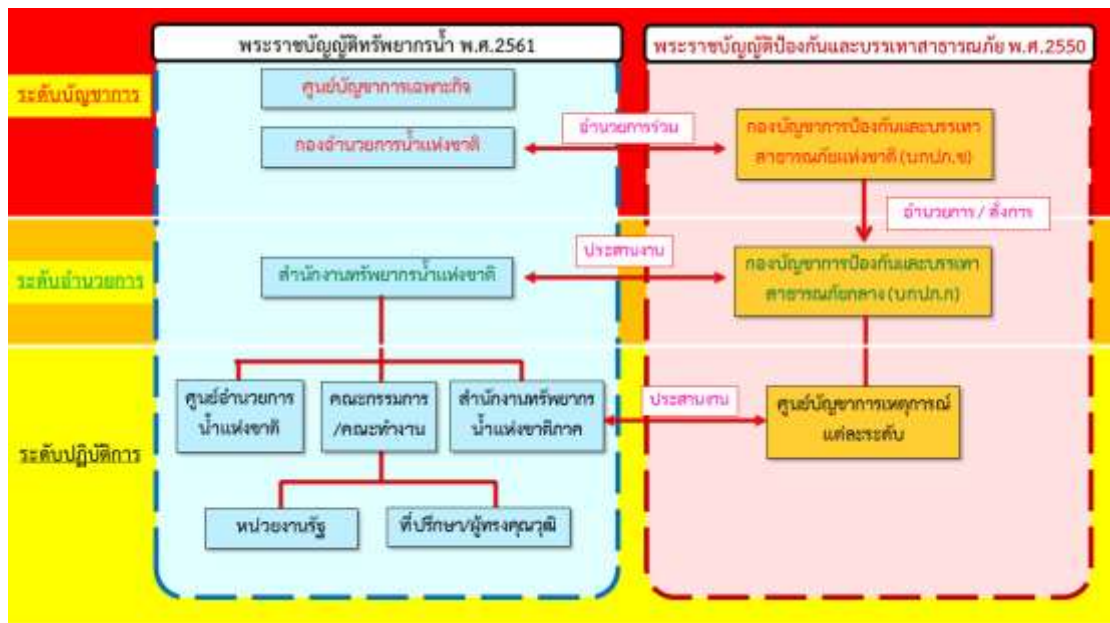 พระราชบัญญัติทรัพยากรน้ำ พ.ศ.2561
พระราชบัญญัติป้องกันและบรรเทาสาธารณภัย พ.ศ.2550
ระดับบัญชาการ
ศูนย์บัญชาการเฉพาะกิจ
กองอำนวยการน้ำแห่งชาติ
อำนวยการร่วม
กองบัญชาการป้องกันและบรรเทา
สาธารณภัยแห่งชาติ (บกปภ.ช)
อำนวยการ / สั่งการ
ระดับอำนวยการ
สำนักงานทรัพยากรน้ำแห่งชาติ
ประสานงาน
กองบัญชาการป้องกันและบรรเทา
สาธารณภัยกลาง (บกปภ.ก)
ระดับปฏิบัติการ
ศูนย์อำนวยการ
น้ำแห่งชาติ
คณะกรรมการ
/คณะทำงาน
สำนักงานทรัพยากร
น้ำแห่งชาติภาค
ประสานงาน
ศูนย์บัญชาการเหตุการณ์
แต่ละระดับ
หน่วยงานรัฐ
ที่ปรึกษา/ผู้ทรงคุณวุฒิ